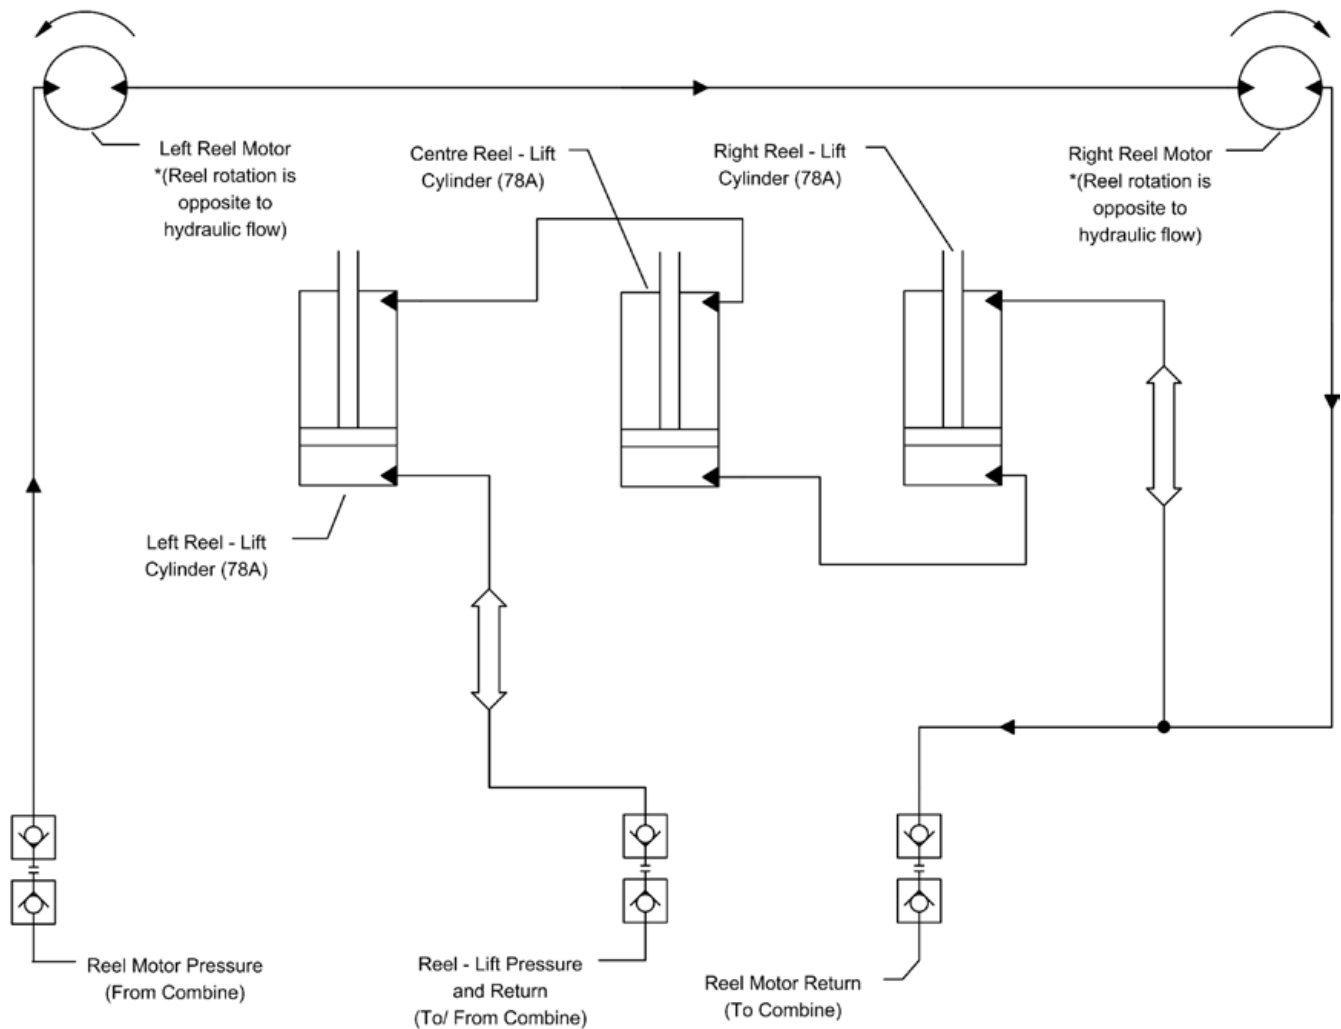 Left Reel Motor
*(Reel rotation is
opposite to
hydraulic flow)
Centre Reel - Lift
Cylinder (78A)
Right Reel - Lift
Cylinder (78A)
Right Reel Motor
*(Reel rotation is
opposite to
hydraulic flow)
Left Reel - Lift
Cylinder (78A)
Reel Motor Pressure
(From Combine)
Reel - Lift Pressure
and Return
(To/ From Combine)
Reel Motor Return
(To Combine)